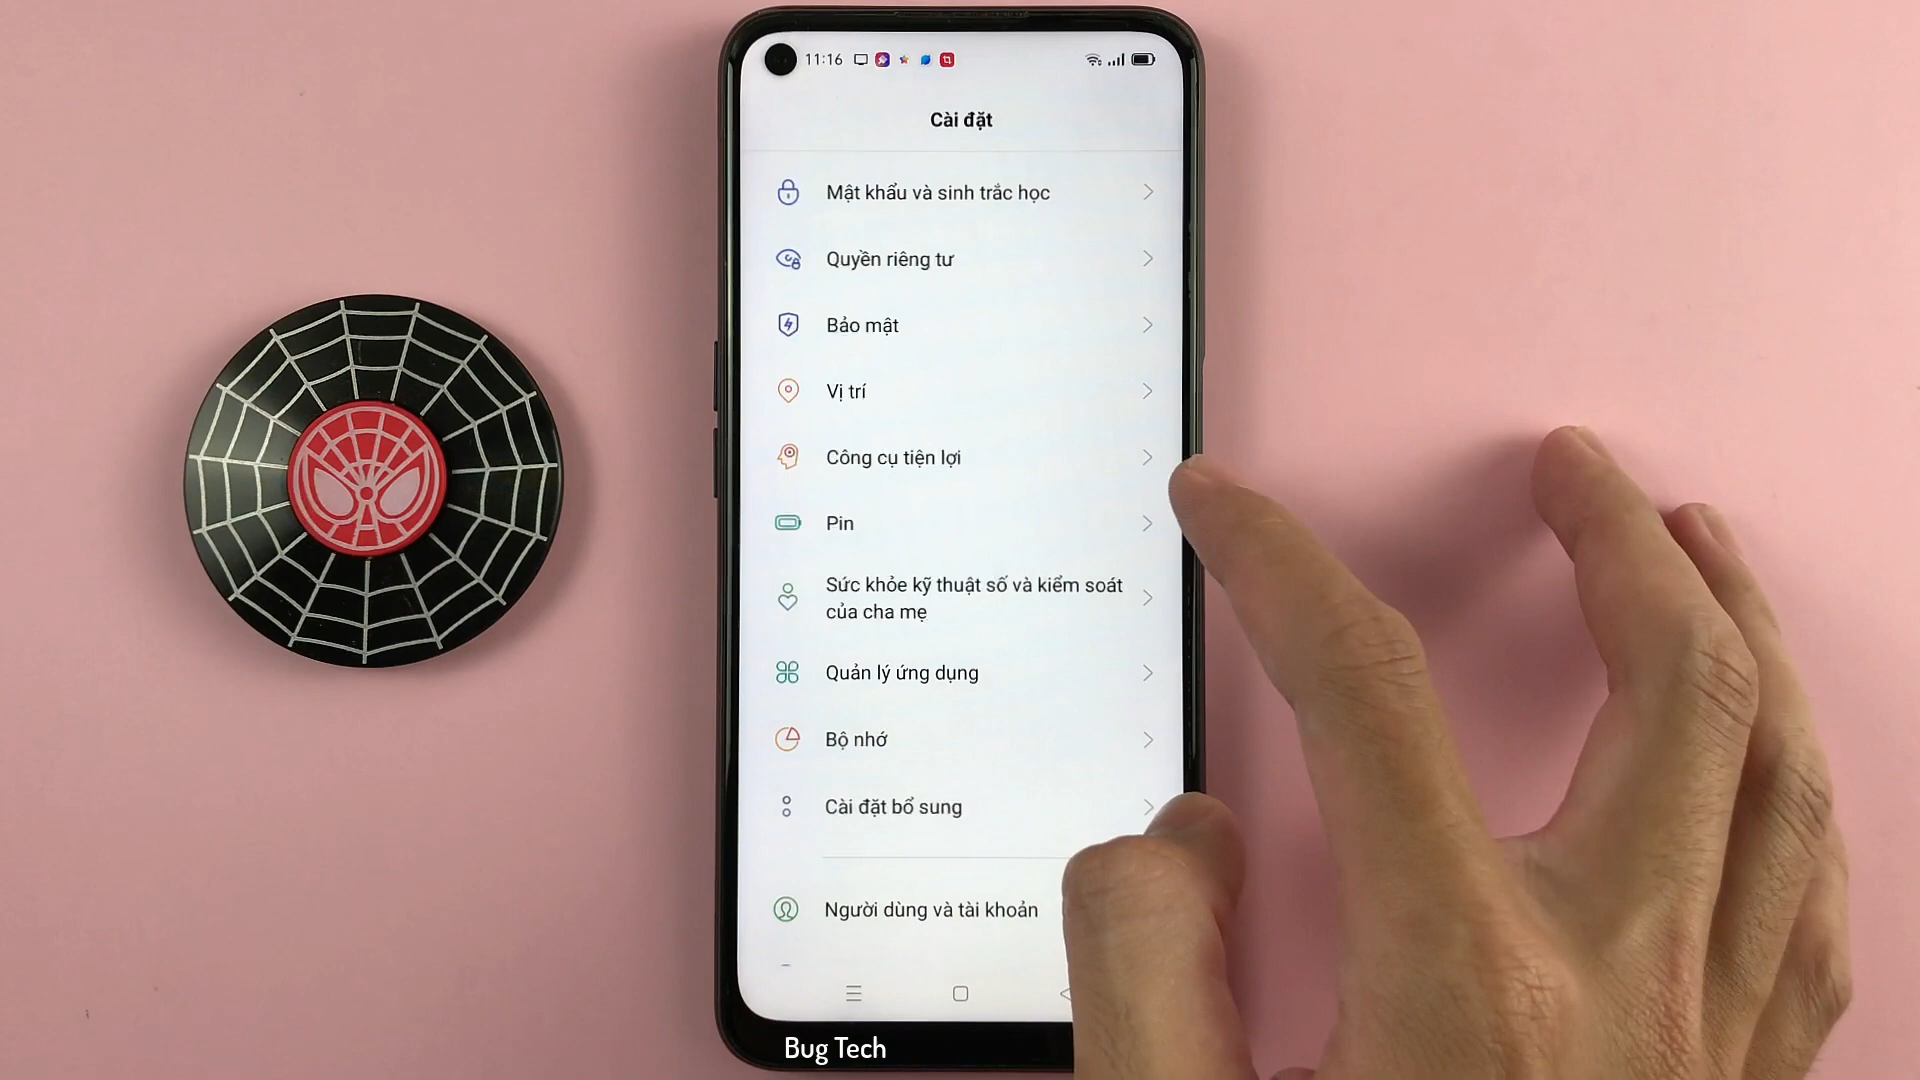 11:16
Cài đặt
Mật khẩu và sinh trắc học
Quyền riêng tư
Bảo mật
Vị trí
Công cụ tiện lợi
Pin
Sức khỏe kỹ thuật số và kiểm soát
của cha mẹ
Quản lý ứng dụng
Bộ nhớ
Cài đặt bổ sung
Người dùng và tài khoản
Bug Tech